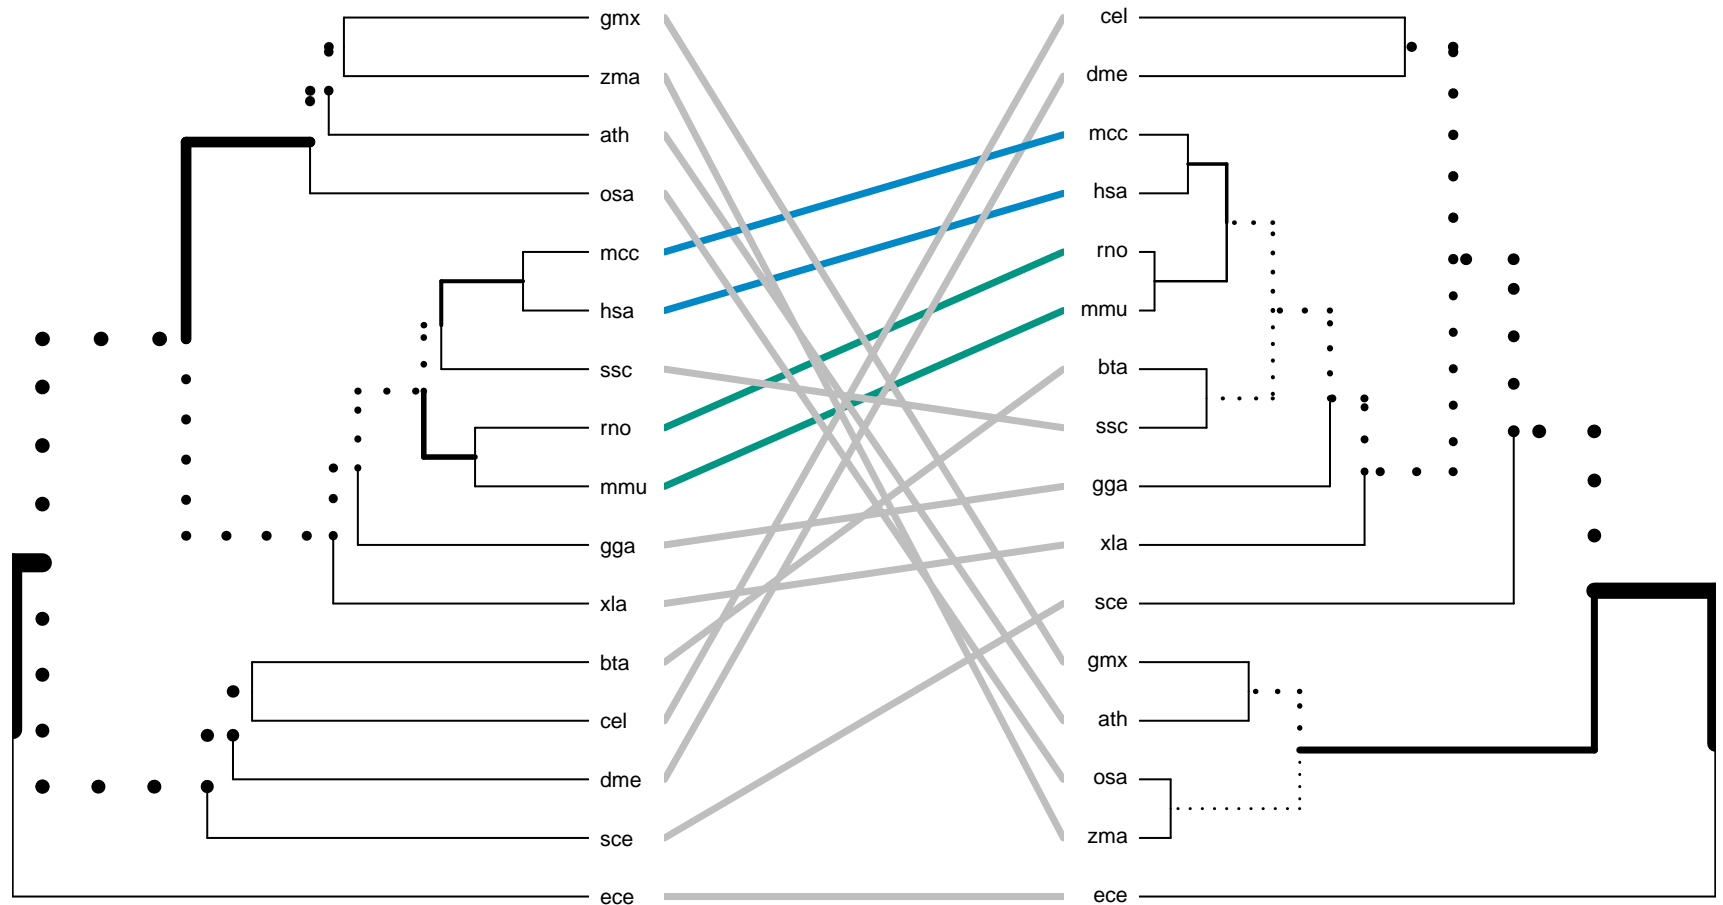 gmx
zma
ath
osa
mcc
hsa
ssc
rno
mmu
gga
xla
bta
cel
dme
sce
ece
cel
dme
mcc
hsa
rno
mmu
bta
ssc
gga
xla
sce
gmx
ath
osa
zma
ece